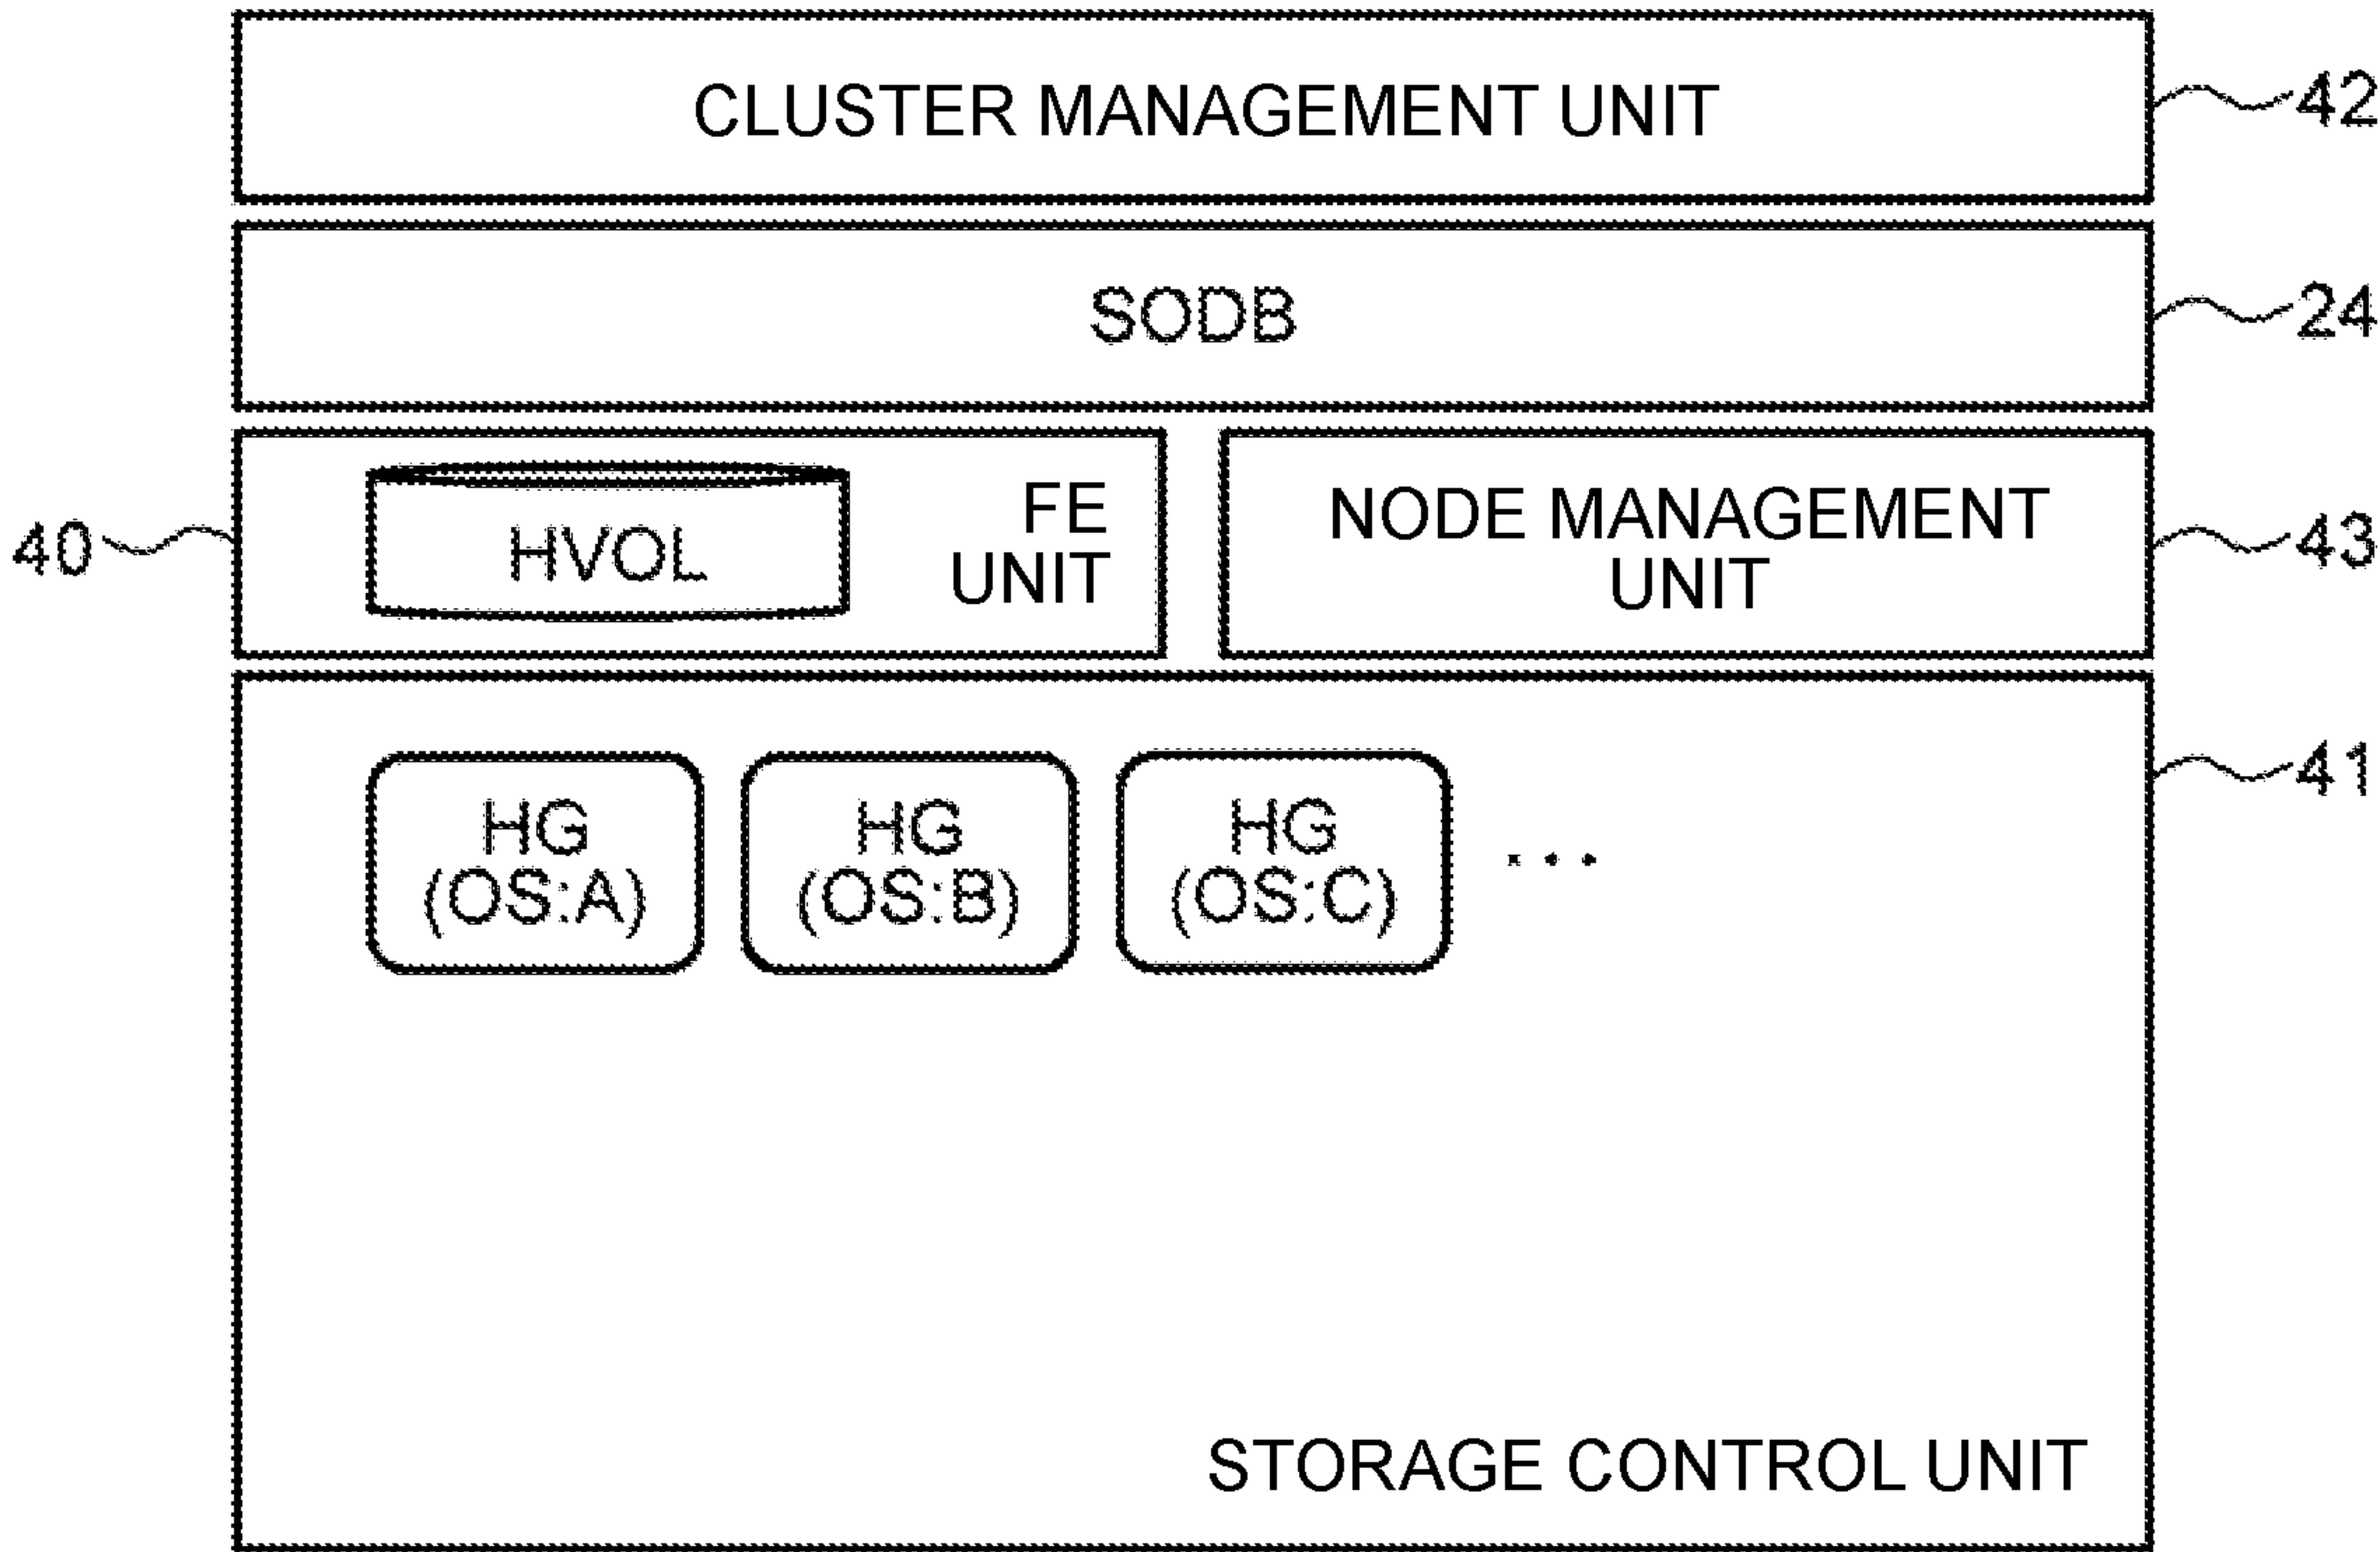 CLUSTER MANAGEMENT UNIT
42
SODB
24
40
HVOL
FE
UNIT
NODE MANAGEMENT
UNIT
43
41
HG
(OS:A)
HG
(OS:B)
HG
(OS:C)
...
STORAGE CONTROL UNIT